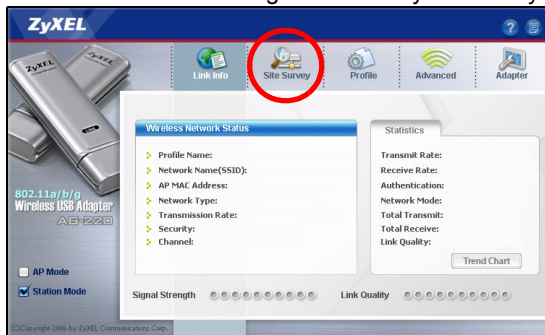 ZyXEL
Link Info
Site Survey
Profile
Advanced
Adapter
ZyXEL
ZyXEL
802.11a/b/g
Wireless USB Adapter
AG-220
AP Mode
Station Mode
Wireless Network Status
Profile Name:
Network Name(SSID):
AP MAC Address:
Network Type:
Transmission Rate:
Security:
Channel:
Statistics
Transmit Rate:
Receive Rate:
Authentication:
Network Mode:
Total Transmit:
Total Receive:
Link Quality:
Trend Chart
Signal Strength
Link Quality
(C)Copyright 2006 by ZyXEL Communications Corp.